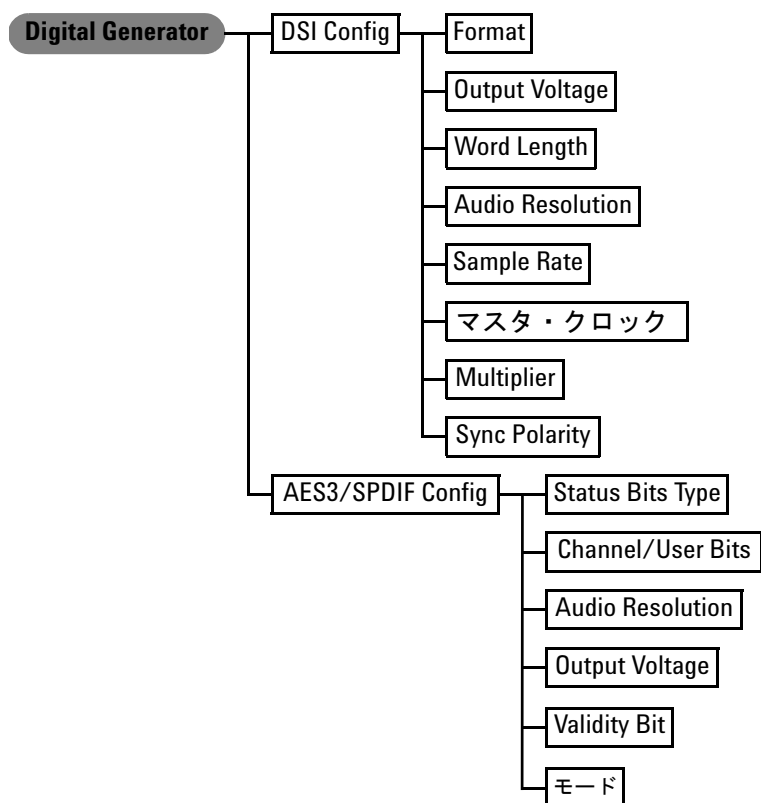 Digital Generator
DSI Config
Format
Output Voltage
Word Length
Audio Resolution
Sample Rate
マスタ・クロック
Multiplier
Sync Polarity
AES3/SPDIF Config
Status Bits Type
Channel/User Bits
Audio Resolution
Output Voltage
Validity Bit
モード